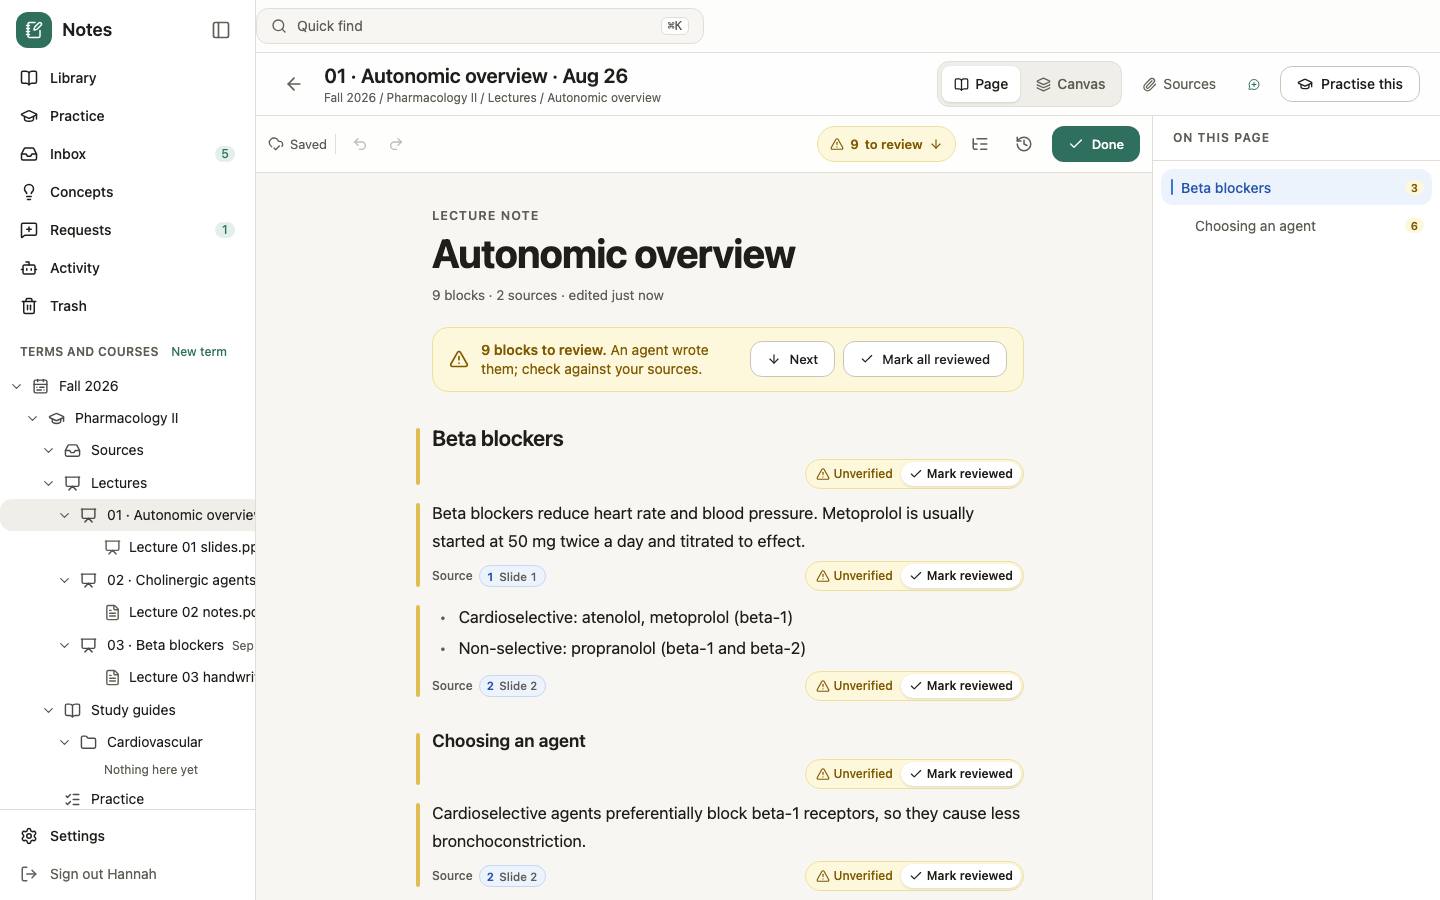 Notes
Quick find
⌘K
Library
Practice
Inbox 5
Concepts
Requests 1
Activity
Trash
TERMS AND COURSES New term
Fall 2026
Pharmacology II
Sources
Lectures
01 · Autonomic overvie
Lecture 01 slides.pp
02 · Cholinergic agents
Lecture 02 notes.pd
03 · Beta blockers Sep
Lecture 03 handwri
Study guides
Cardiovascular
Nothing here yet
Practice
Settings
Sign out Hannah
01 · Autonomic overview · Aug 26
Fall 2026 / Pharmacology II / Lectures / Autonomic overview
Page
Canvas
Sources
Practise this
Saved
9 to review
Done
LECTURE NOTE
Autonomic overview
9 blocks · 2 sources · edited just now
9 blocks to review. An agent wrote
them; check against your sources.
Next
Mark all reviewed
Beta blockers
Unverified Mark reviewed
Beta blockers reduce heart rate and blood pressure. Metoprolol is usually
started at 50 mg twice a day and titrated to effect.
Source 1 Slide 1 Unverified Mark reviewed
• Cardioselective: atenolol, metoprolol (beta-1)
• Non-selective: propranolol (beta-1 and beta-2)
Source 2 Slide 2 Unverified Mark reviewed
Choosing an agent
Unverified Mark reviewed
Cardioselective agents preferentially block beta-1 receptors, so they cause less
bronchoconstriction.
Source 2 Slide 2 Unverified Mark reviewed
ON THIS PAGE
Beta blockers 3
Choosing an agent 6